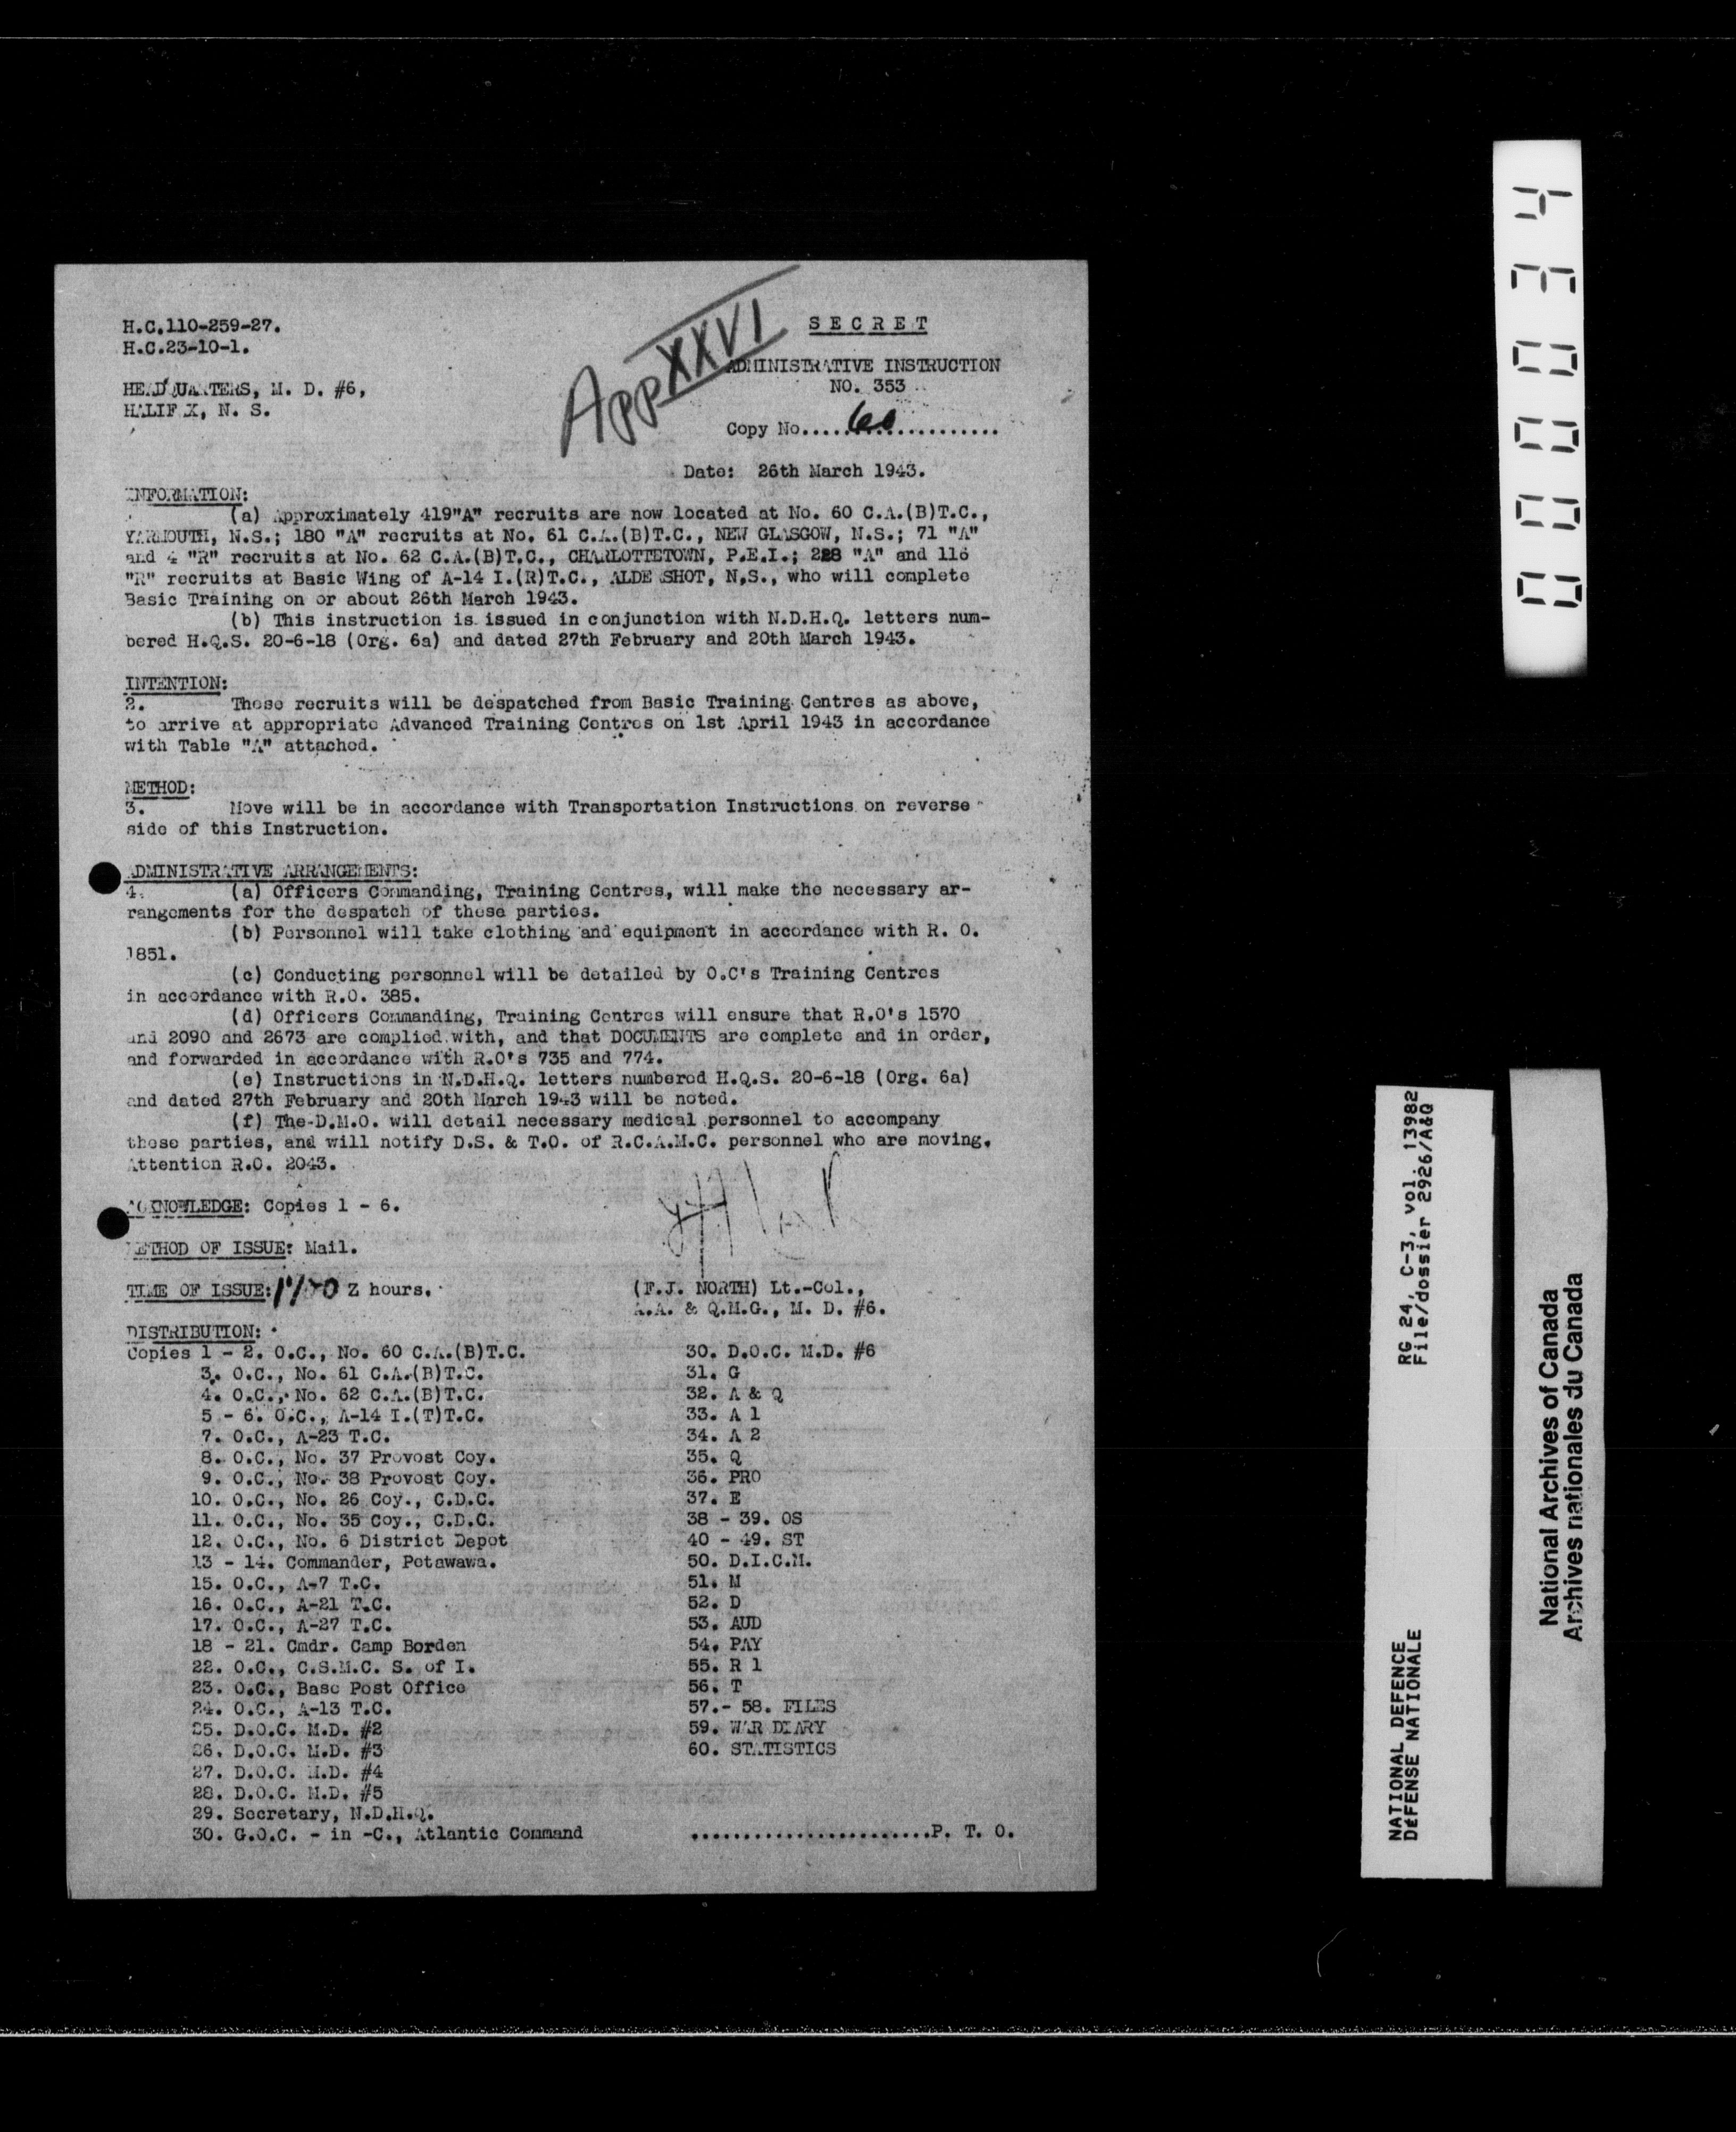 H.C.110-259-27.
H.C.23-10-1.
HEADQUARTERS, M. D. #6,
HALIFAX, N. S.
App XXVI
SECRET
ADMINISTRATIVE INSTRUCTION
NO. 353
Copy No.....60...................
Date: 26th March 1943.
INFORMATION:
(a) Approximately 419"A" recruits are now located at No. 60 C.A.(B)T.C.,
YARMOUTH, N.S.; 180 "A" recruits at No. 61 C.A.(B)T.C., NEW GLASGOW, N.S.; 71 "A"
and 4 "R" recruits at No. 62 C.A.(B)T.C., CHARLOTTETOWN, P.E.I.; 228 "A" and 116
"R" recruits at Basic Wing of A-14 I.(R)T.C., ALDERSHOT, N.S., who will complete
Basic Training on or about 26th March 1943.
(b) This instruction is issued in conjunction with N.D.H.Q. letters num-
bered H.Q.S. 20-6-18 (Org. 6a) and dated 27th February and 20th March 1943.
INTENTION:
2. These recruits will be despatched from Basic Training Centres as above,
to arrive at appropriate Advanced Training Centres on 1st April 1943 in accordance
with Table "A" attached.
METHOD:
3. Move will be in accordance with Transportation Instructions on reverse
side of this Instruction.
ADMINISTRATIVE ARRANGEMENTS:
4. (a) Officers Commanding, Training Centres, will make the necessary ar-
rangements for the despatch of these parties.
(b) Personnel will take clothing and equipment in accordance with R. O.
1851.
(c) Conducting personnel will be detailed by O.C's Training Centres
in accordance with R.O. 385.
(d) Officers Commanding, Training Centres will ensure that R.O's 1570
and 2090 and 2673 are complied with, and that DOCUMENTS are complete and in order,
and forwarded in accordance with R.O's 735 and 774.
(e) Instructions in N.D.H.Q. letters numbered H.Q.S. 20-6-18 (Org. 6a)
and dated 27th February and 20th March 1943 will be noted.
(f) The D.M.O. will detail necessary medical personnel to accompany
these parties, and will notify D.S. & T.O. of R.C.A.M.C. personnel who are moving.
Attention R.O. 2043.
ACKNOWLEDGE: Copies 1 - 6.
METHOD OF ISSUE: Mail.
TIME OF ISSUE: Z hours.
(F.J. NORTH) Lt.-Col.,
A.A. & Q.M.G., M. D. #6.
DISTRIBUTION:
Copies 1 - 2. O.C., No. 60 C.A.(B)T.C.
3. O.C., No. 61 C.A.(B)T.C.
4. O.C., No. 62 C.A.(B)T.C.
5 - 6. O.C., A-14 I.(T)T.C.
7. O.C., A-23 T.C.
8. O.C., No. 37 Provost Coy.
9. O.C., No. 38 Provost Coy.
10. O.C., No. 26 Coy., C.D.C.
11. O.C., No. 35 Coy., C.D.C.
12. O.C., No. 6 District Depot
13 - 14. Commander, Petawawa.
15. O.C., A-7 T.C.
16. O.C., A-21 T.C.
17. O.C., A-27 T.C.
18 - 21. Cmdr. Camp Borden
22. O.C., C.S.M.C. S. of I.
23. O.C., Base Post Office
24. O.C., A-13 T.C.
25. D.O.C. M.D. #2
26. D.O.C. M.D. #3
27. D.O.C. M.D. #4
28. D.O.C. M.D. #5
29. Secretary, N.D.H.Q.
30. G.O.C. - in -C., Atlantic Command
30. D.O.C. M.D. #6
31. G
32. A & Q
33. A 1
34. A 2
35. Q
36. PRO
37. E
38 - 39. OS
40 - 49. ST
50. D.I.C.M.
51. M
52. D
53. AUD
54. PAY
55. R 1
56. T
57.- 58. FILES
59. WAR DIARY
60. STATISTICS
........................P. T. O.
000034
RG 24, C-3, vol. 13982
File/dossier 2926/A&Q
NATIONAL DEFENCE
DÉFENSE NATIONALE
National Archives of Canada
Archives nationales du Canada